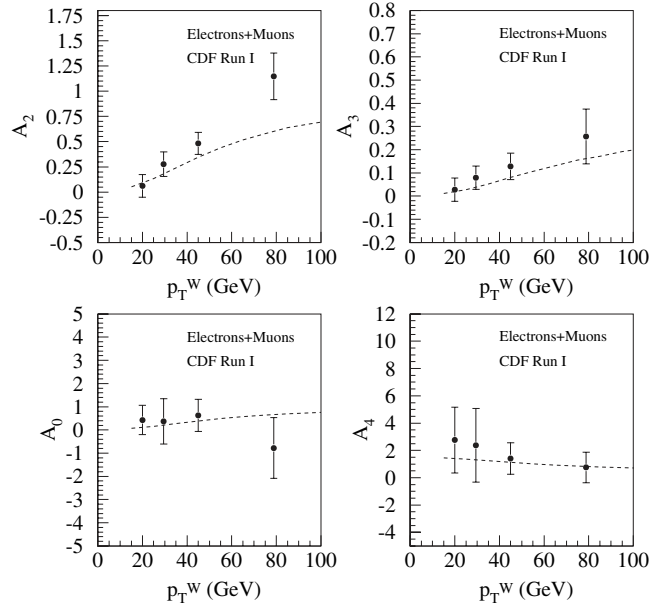 1.75
1.5
1.25
1
0.75
0.5
0.25
0
-0.25
-0.5
A2
Electrons+Muons
CDF Run I
0 20 40 60 80 100
pTW (GeV)
0.8
0.7
0.6
0.5
0.4
0.3
0.2
0.1
0
-0.1
-0.2
A3
Electrons+Muons
CDF Run I
0 20 40 60 80 100
pTW (GeV)
5
4
3
2
1
0
-1
-2
-3
-4
-5
A0
Electrons+Muons
CDF Run I
0 20 40 60 80 100
pTW (GeV)
12
10
8
6
4
2
0
-2
-4
A4
Electrons+Muons
CDF Run I
0 20 40 60 80 100
pTW (GeV)